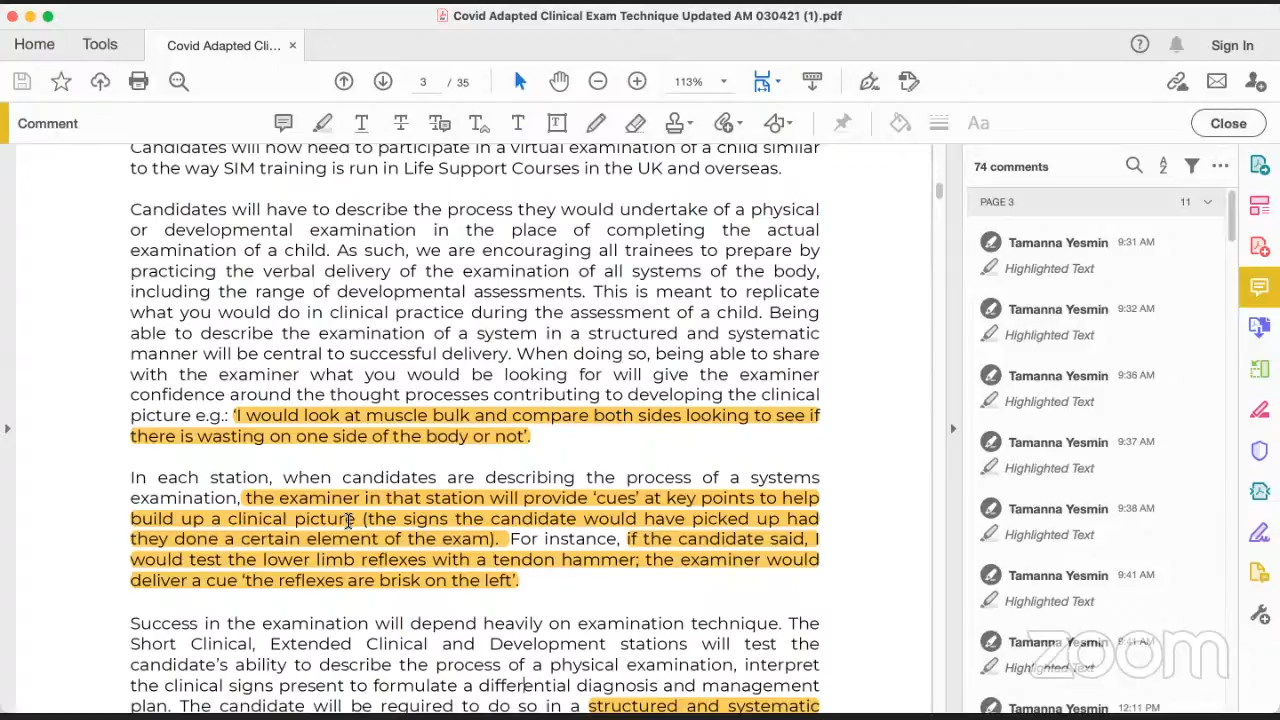 Covid Adapted Clinical Exam Technique Updated AM 030421 (1).pdf
Home
Tools
Covid Adapted Cli...
Sign In
3 / 35
113%
Comment
Aa
Close
Candidates will now need to participate in a virtual examination of a child similar
to the way SIM training is run in Life Support Courses in the UK and overseas.
Candidates will have to describe the process they would undertake of a physical
or developmental examination in the place of completing the actual
examination of a child. As such, we are encouraging all trainees to prepare by
practicing the verbal delivery of the examination of all systems of the body,
including the range of developmental assessments. This is meant to replicate
what you would do in clinical practice during the assessment of a child. Being
able to describe the examination of a system in a structured and systematic
manner will be central to successful delivery. When doing so, being able to share
with the examiner what you would be looking for will give the examiner
confidence around the thought processes contributing to developing the clinical
picture e.g.: ‘I would look at muscle bulk and compare both sides looking to see if
there is wasting on one side of the body or not’.
In each station, when candidates are describing the process of a systems
examination, the examiner in that station will provide ‘cues’ at key points to help
build up a clinical picture (the signs the candidate would have picked up had
they done a certain element of the exam). For instance, if the candidate said, I
would test the lower limb reflexes with a tendon hammer; the examiner would
deliver a cue ‘the reflexes are brisk on the left’.
Success in the examination will depend heavily on examination technique. The
Short Clinical, Extended Clinical and Development stations will test the
candidate’s ability to describe the process of a physical examination, interpret
the clinical signs present to formulate a differential diagnosis and management
plan. The candidate will be required to do so in a structured and systematic
74 comments
PAGE 3
11
Tamanna Yesmin 9:31 AM
Highlighted Text
Tamanna Yesmin 9:32 AM
Highlighted Text
Tamanna Yesmin 9:36 AM
Highlighted Text
Tamanna Yesmin 9:37 AM
Highlighted Text
Tamanna Yesmin 9:38 AM
Highlighted Text
Tamanna Yesmin 9:41 AM
Highlighted Text
Tamanna Yesmin 9:41 AM
Highlighted Text
Tamanna Yesmin 12:11 PM
zoom